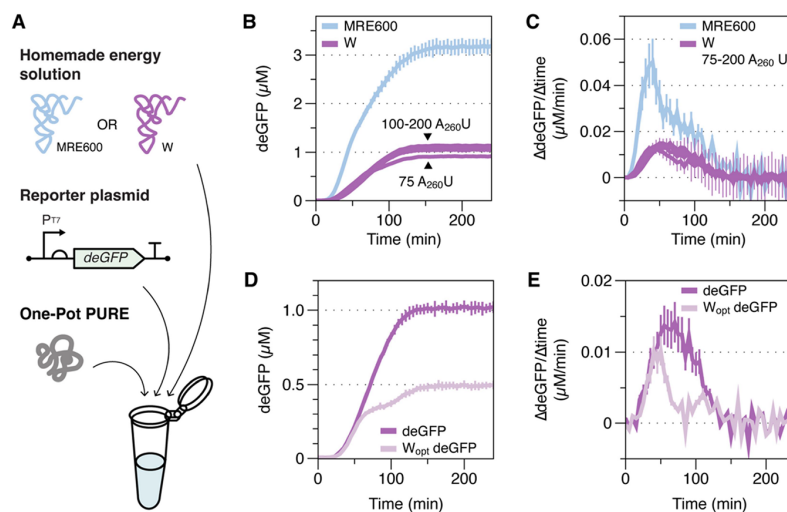 A
Homemade energy
solution
MRE600
OR
W
Reporter plasmid
PT7
deGFP
One-Pot PURE
B
MRE600
W
deGFP (µM)
3
2
1
0
100-200 A260U
75 A260U
0
100
200
Time (min)
C
MRE600
W
75-200 A260 U
ΔdeGFP/Δtime
(µM/min)
0.06
0.04
0.02
0
0
100
200
Time (min)
D
deGFP (µM)
1.0
0.5
0
deGFP
Wopt deGFP
0
100
200
Time (min)
E
deGFP
Wopt deGFP
ΔdeGFP/Δtime
(µM/min)
0.02
0.01
0
0
100
200
Time (min)